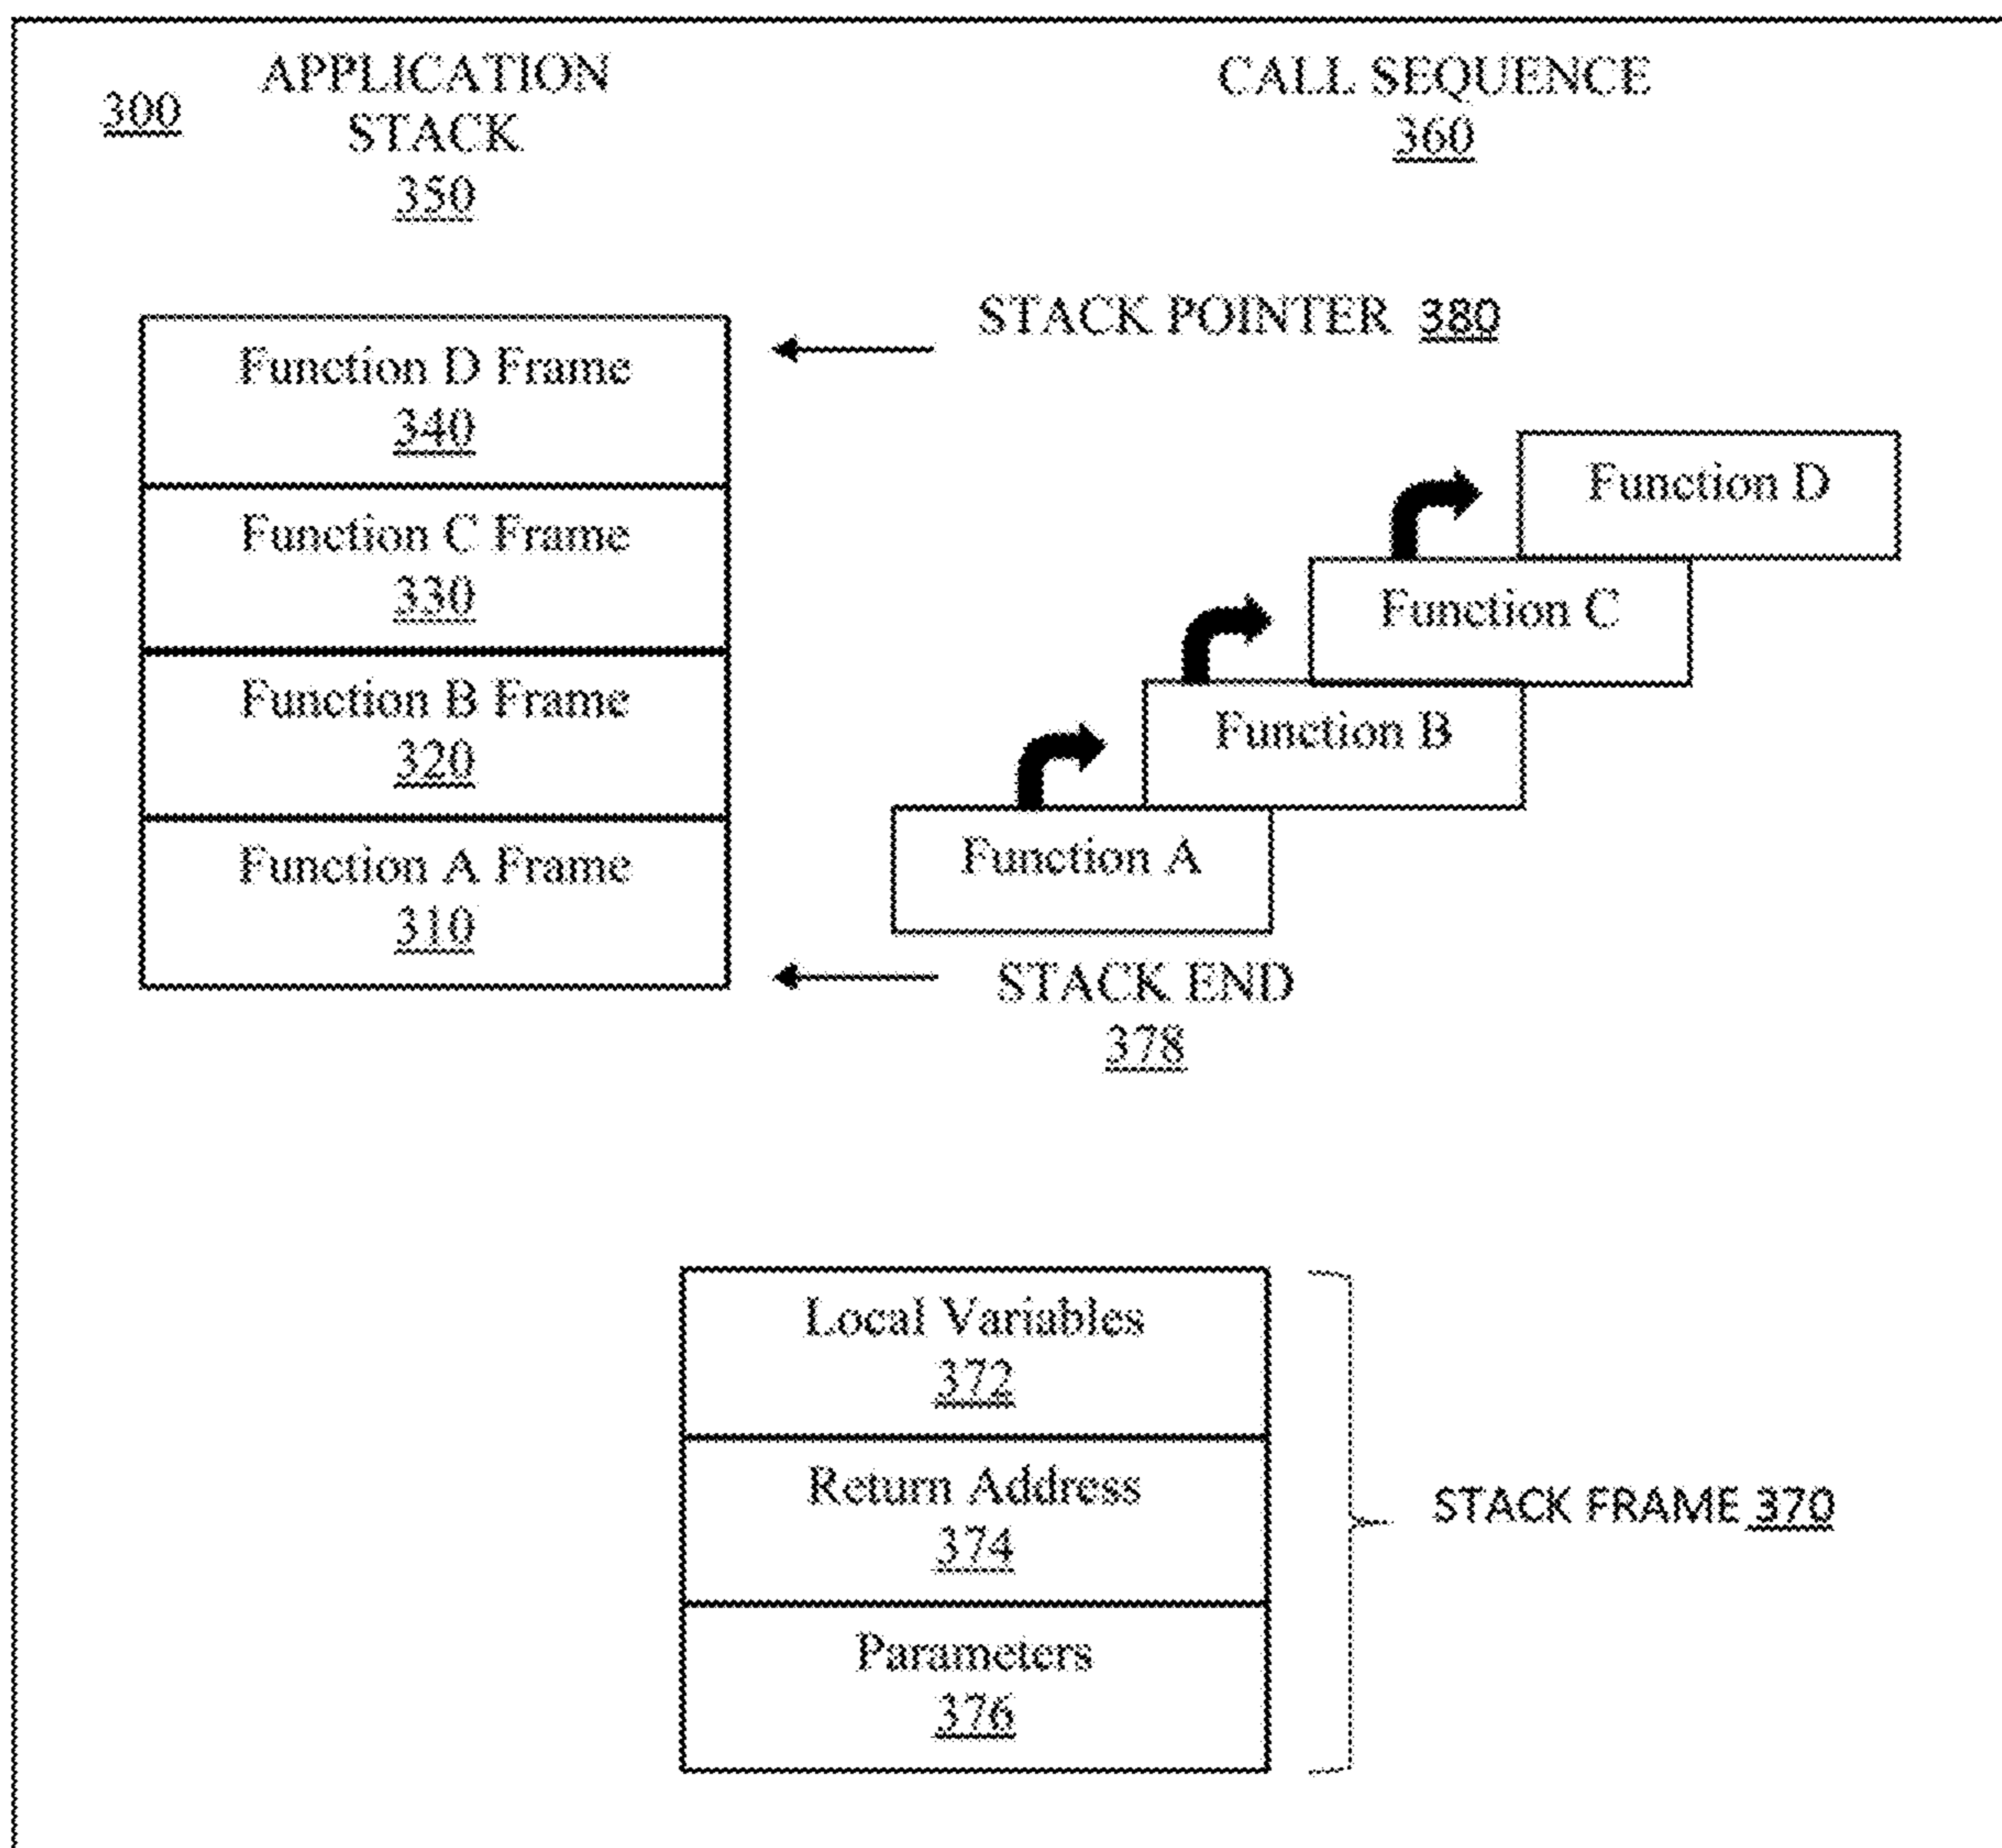 300
APPLICATION
STACK
350
CALL SEQUENCE
360
STACK POINTER 380
Function D Frame
340
Function C Frame
330
Function B Frame
320
Function A Frame
310
Function D
Function C
Function B
Function A
STACK END
378
Local Variables
372
Return Address
374
Parameters
376
STACK FRAME 370